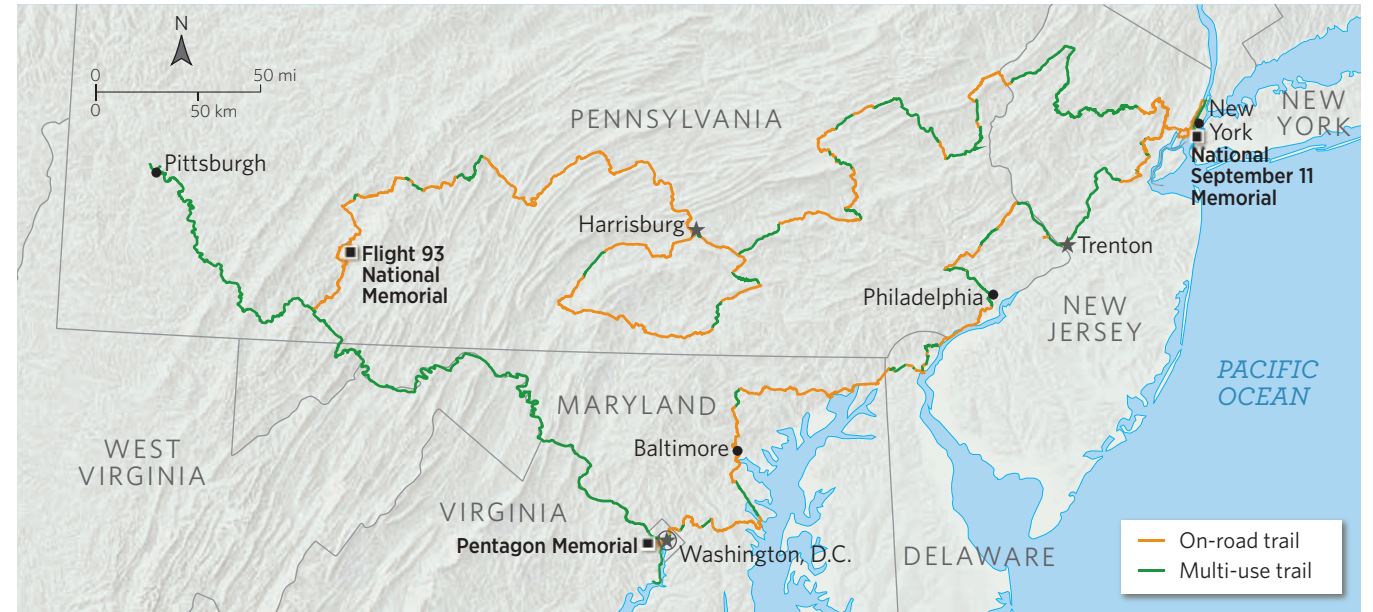 N
0
50 mi
0
50 km
PENNSYLVANIA
New
York
NEW
YORK
National
September 11
Memorial
Pittsburgh
Harrisburg
Trenton
Flight 93
National
Memorial
Philadelphia
NEW
JERSEY
PACIFIC
OCEAN
MARYLAND
WEST
VIRGINIA
Baltimore
VIRGINIA
Pentagon Memorial
Washington, D.C.
DELAWARE
On-road trail
Multi-use trail